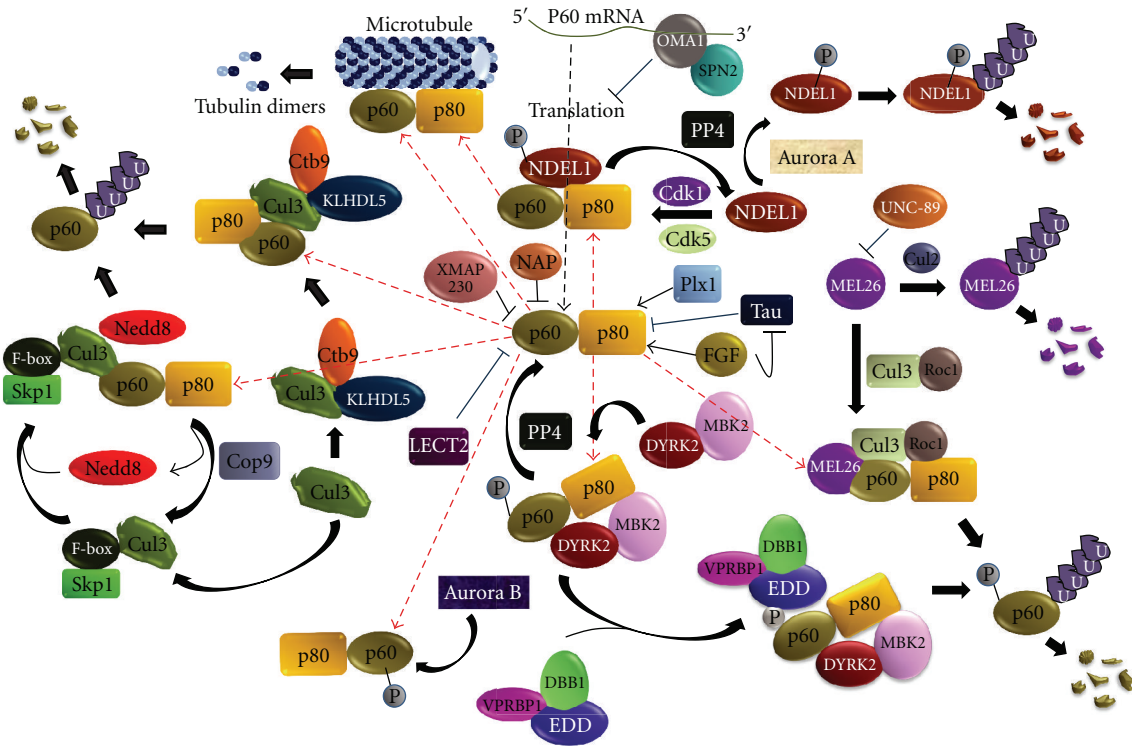 5′ P60 mRNA 3′
Microtubule
OMA1
SPN2
Tubulin dimers
Translation
p60 p80
P
NDEL1
p60 p80
PP4
Aurora A
Cdk1
Cdk5
NDEL1
P
NDEL1
P
NDEL1
U
U
U
U
UNC-89
MEL26
Cul2
MEL26
U
U
U
U
Cul3 Roc1
Cul3 Roc1
MEL26
p60 p80
U
U
U
U
p60
Ctb9
Cul3
KLHDL5
p80
p60
XMAP
230
NAP
p60 p80
Plx1
Tau
FGF
Nedd8
F-box
Cul3
Skp1
p60 p80
Ctb9
Cul3
KLHDL5
LECT2
PP4
MBK2
DYRK2
Nedd8
Cop9
Cul3
F-box
Cul3
Skp1
P
p60
p80
MBK2
DYRK2
Aurora B
p80 p60
P
DBB1
VPRBP1
EDD
DBB1
VPRBP1
EDD
P
p60
p80
MBK2
DYRK2
P
p60
U
U
U
U